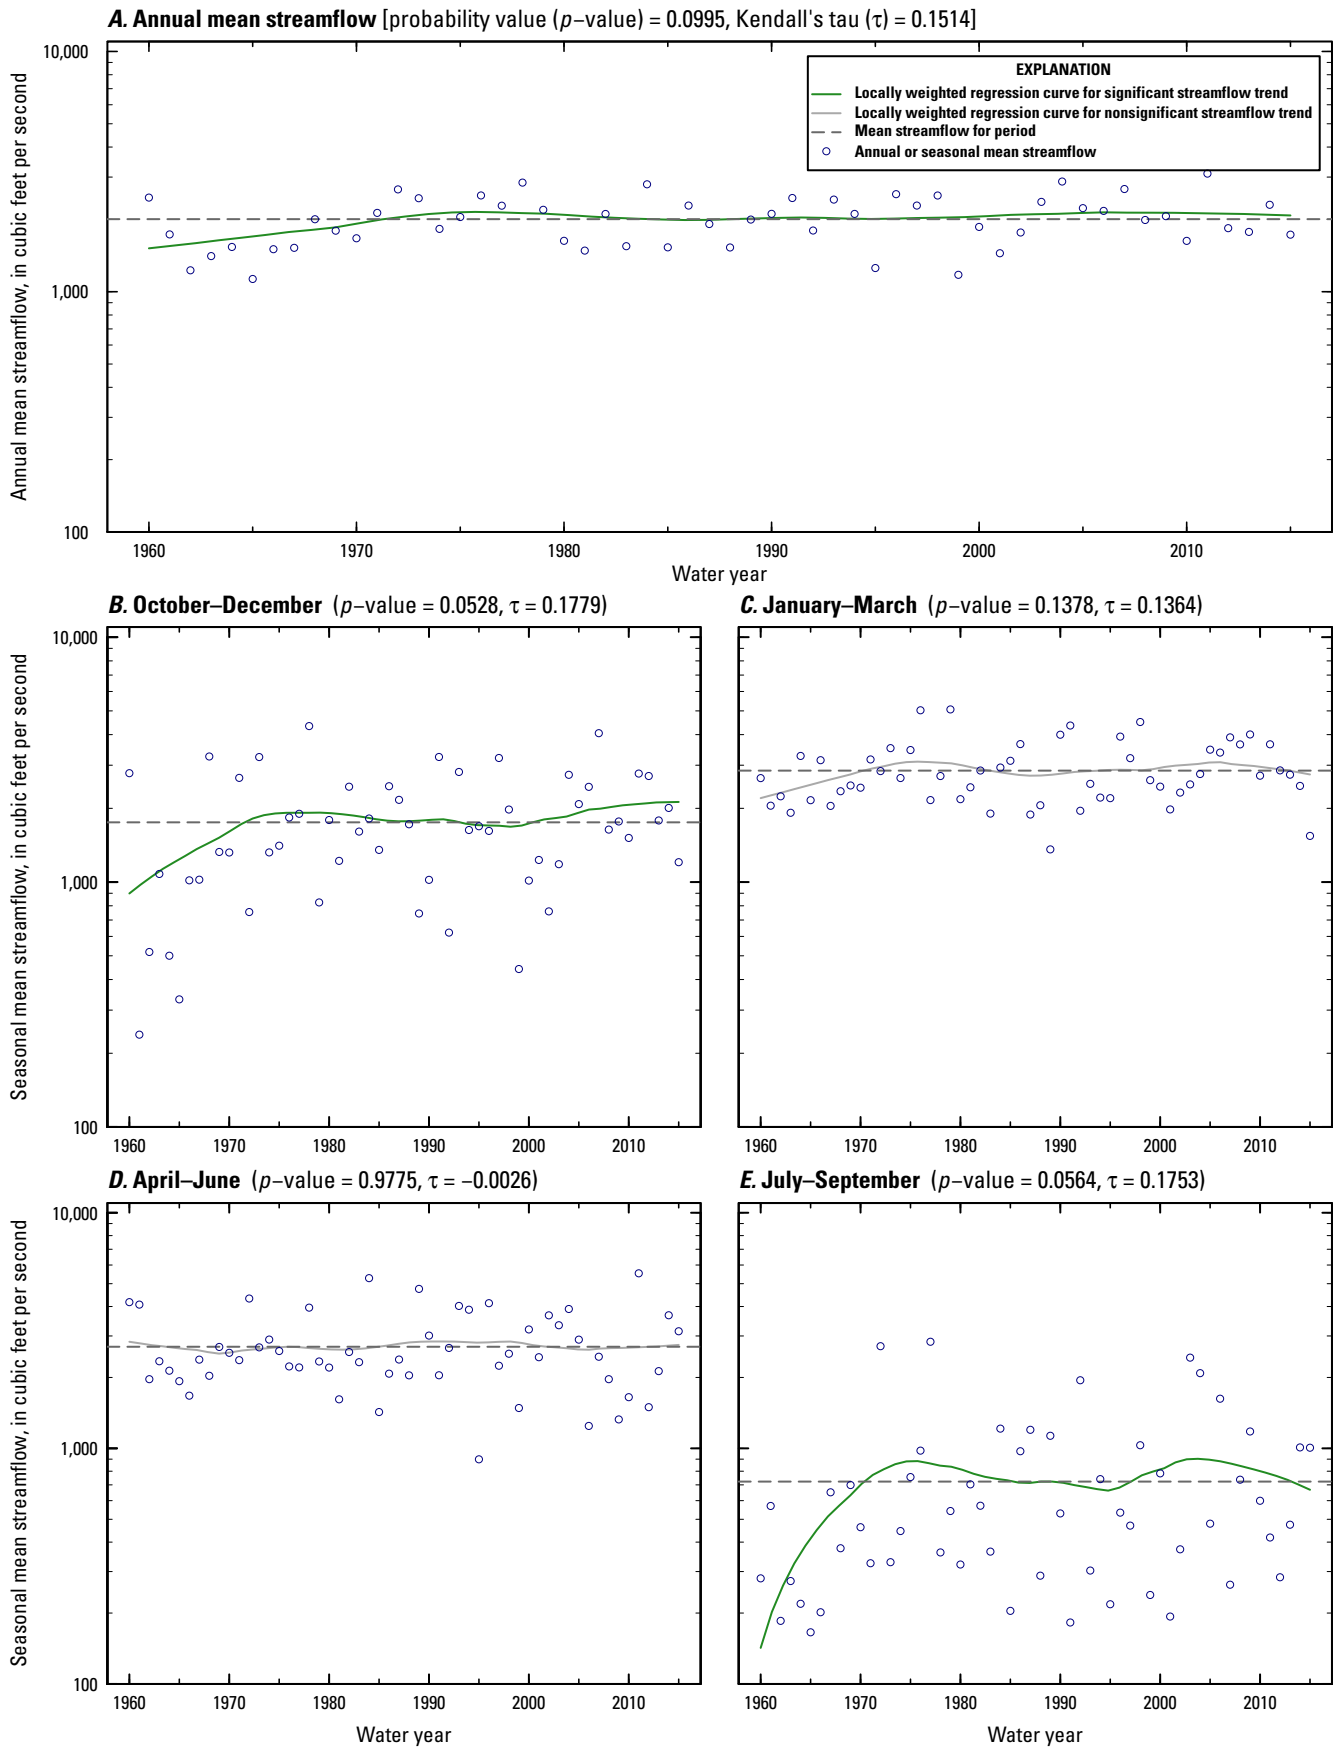 A. Annual mean streamflow [probability value (p−value) = 0.0995, Kendall's tau (τ) = 0.1514]
10,000
1,000
100
Annual mean streamflow, in cubic feet per second
EXPLANATION
Locally weighted regression curve for significant streamflow trend
Locally weighted regression curve for nonsignificant streamflow trend
Mean streamflow for period
Annual or seasonal mean streamflow
1960 1970 1980 1990 2000 2010
Water year
B. October–December (p−value = 0.0528, τ = 0.1779)
10,000
1,000
100
Seasonal mean streamflow, in cubic feet per second
1960 1970 1980 1990 2000 2010
C. January–March (p−value = 0.1378, τ = 0.1364)
1960 1970 1980 1990 2000 2010
D. April–June (p−value = 0.9775, τ = −0.0026)
10,000
1,000
100
Seasonal mean streamflow, in cubic feet per second
1960 1970 1980 1990 2000 2010
Water year
E. July–September (p−value = 0.0564, τ = 0.1753)
1960 1970 1980 1990 2000 2010
Water year